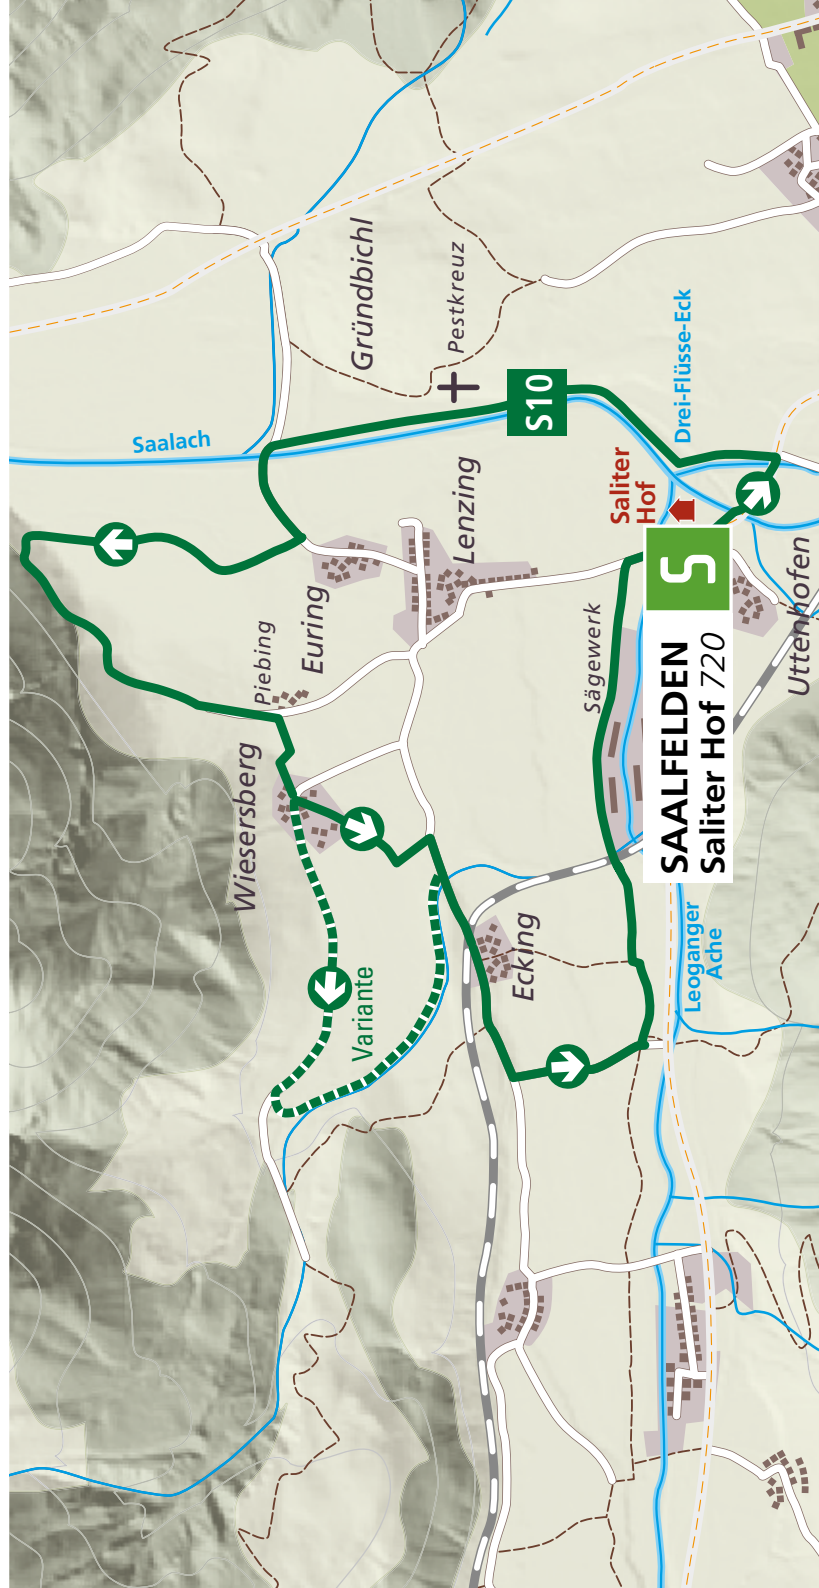 Saalach
Gründbichl
Pestkreuz
S10
Drei-Flüsse-Eck
Saliter
Hof
Lenzing
Euring
Piebing
Wiesersberg
Sägewerk
Uttenhofen
S
SAALFELDEN
Saliter Hof 720
Variante
Ecking
Leoganger
Ache